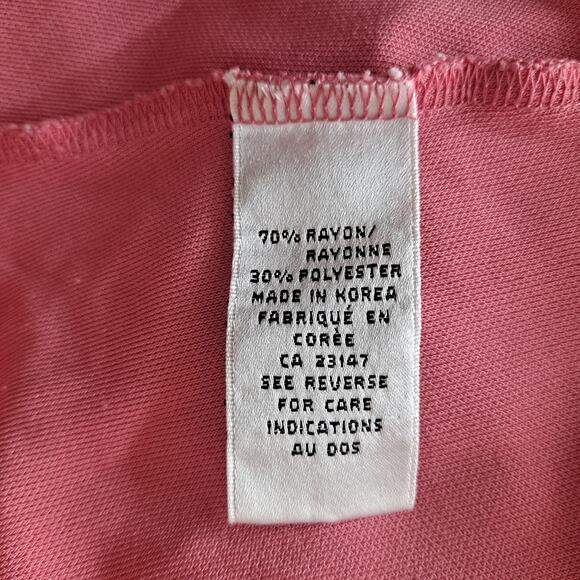 70% RAYON/
RAYONNE
30% POLYESTER
MADE IN KOREA
FABRIQUÉ EN
CORÈE
CA 23147
SEE REVERSE
FOR CARE
INDICATIONS
AU DOS